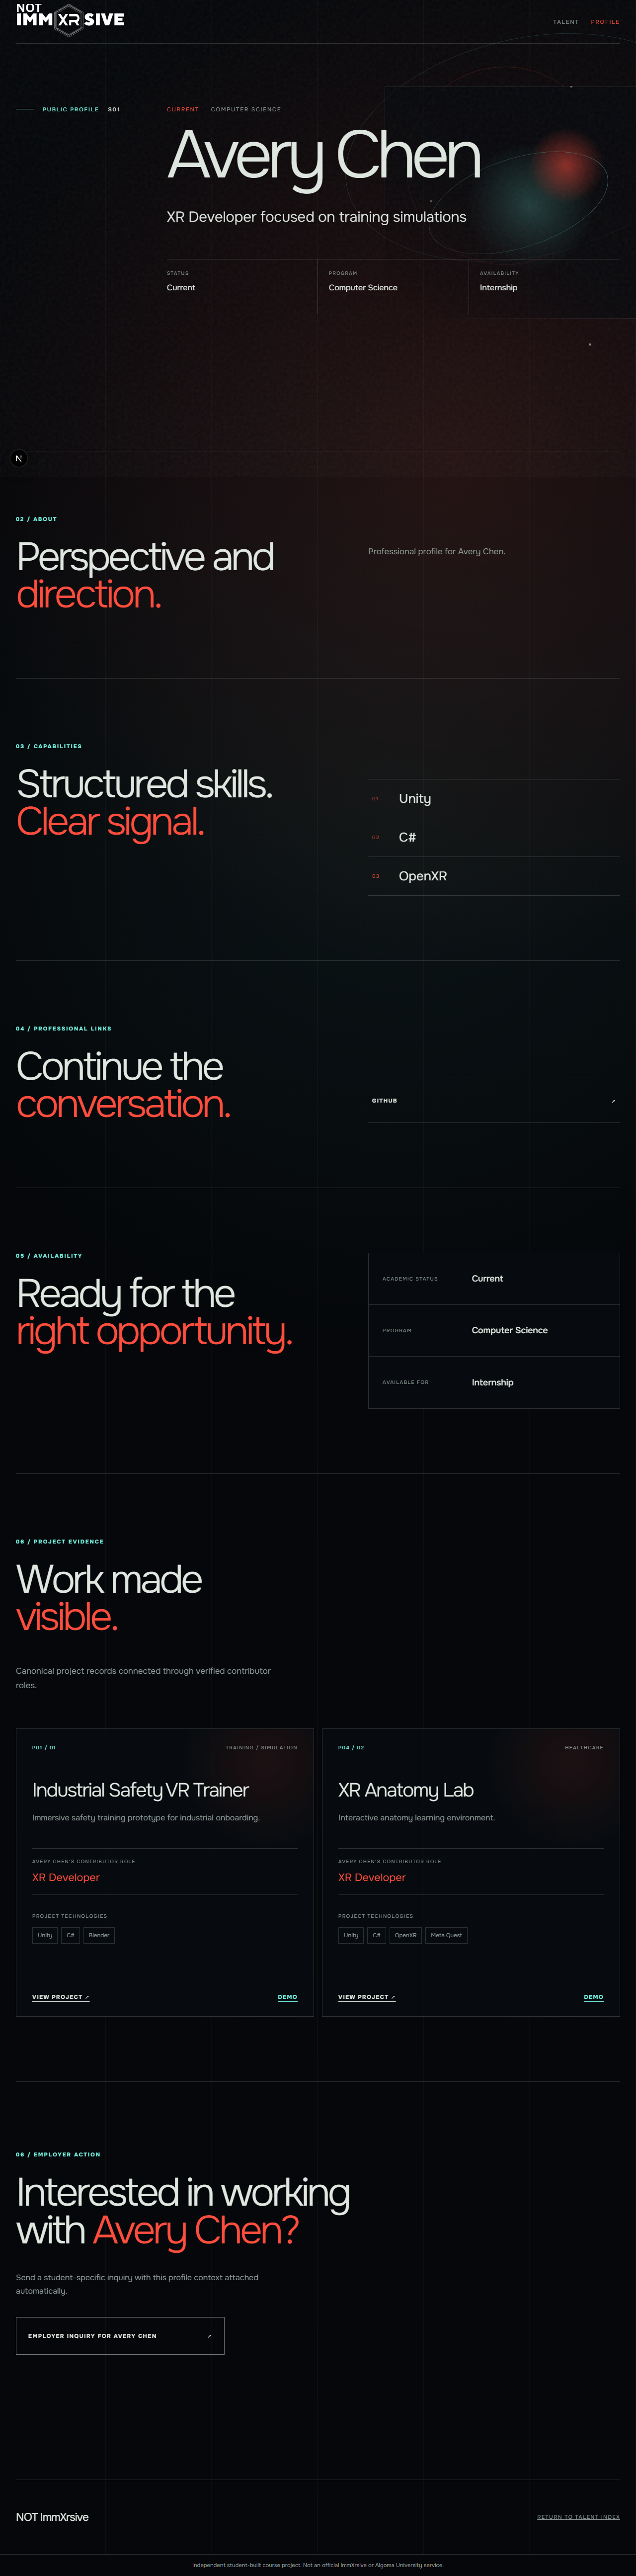 NOT
IMMXRSIVE
TALENT PROFILE
PUBLIC PROFILE S01
CURRENT COMPUTER SCIENCE
Avery Chen
XR Developer focused on training simulations
STATUS
Current
PROGRAM
Computer Science
AVAILABILITY
Internship
N
02 / ABOUT
Perspective and
direction.
Professional profile for Avery Chen.
03 / CAPABILITIES
Structured skills.
Clear signal.
01 Unity
02 C#
03 OpenXR
04 / PROFESSIONAL LINKS
Continue the
conversation.
GITHUB ↗
05 / AVAILABILITY
Ready for the
right opportunity.
ACADEMIC STATUS Current
PROGRAM Computer Science
AVAILABLE FOR Internship
06 / PROJECT EVIDENCE
Work made
visible.
Canonical project records connected through verified contributor
roles.
P01 / 01 TRAINING / SIMULATION
Industrial Safety VR Trainer
Immersive safety training prototype for industrial onboarding.
AVERY CHEN'S CONTRIBUTOR ROLE
XR Developer
PROJECT TECHNOLOGIES
Unity C# Blender
VIEW PROJECT ↗ DEMO
P04 / 02 HEALTHCARE
XR Anatomy Lab
Interactive anatomy learning environment.
AVERY CHEN'S CONTRIBUTOR ROLE
XR Developer
PROJECT TECHNOLOGIES
Unity C# OpenXR Meta Quest
VIEW PROJECT ↗ DEMO
06 / EMPLOYER ACTION
Interested in working
with Avery Chen?
Send a student-specific inquiry with this profile context attached
automatically.
EMPLOYER INQUIRY FOR AVERY CHEN ↗
NOT ImmXrsive
RETURN TO TALENT INDEX
Independent student-built course project. Not an official ImmXrsive or Algoma University service.